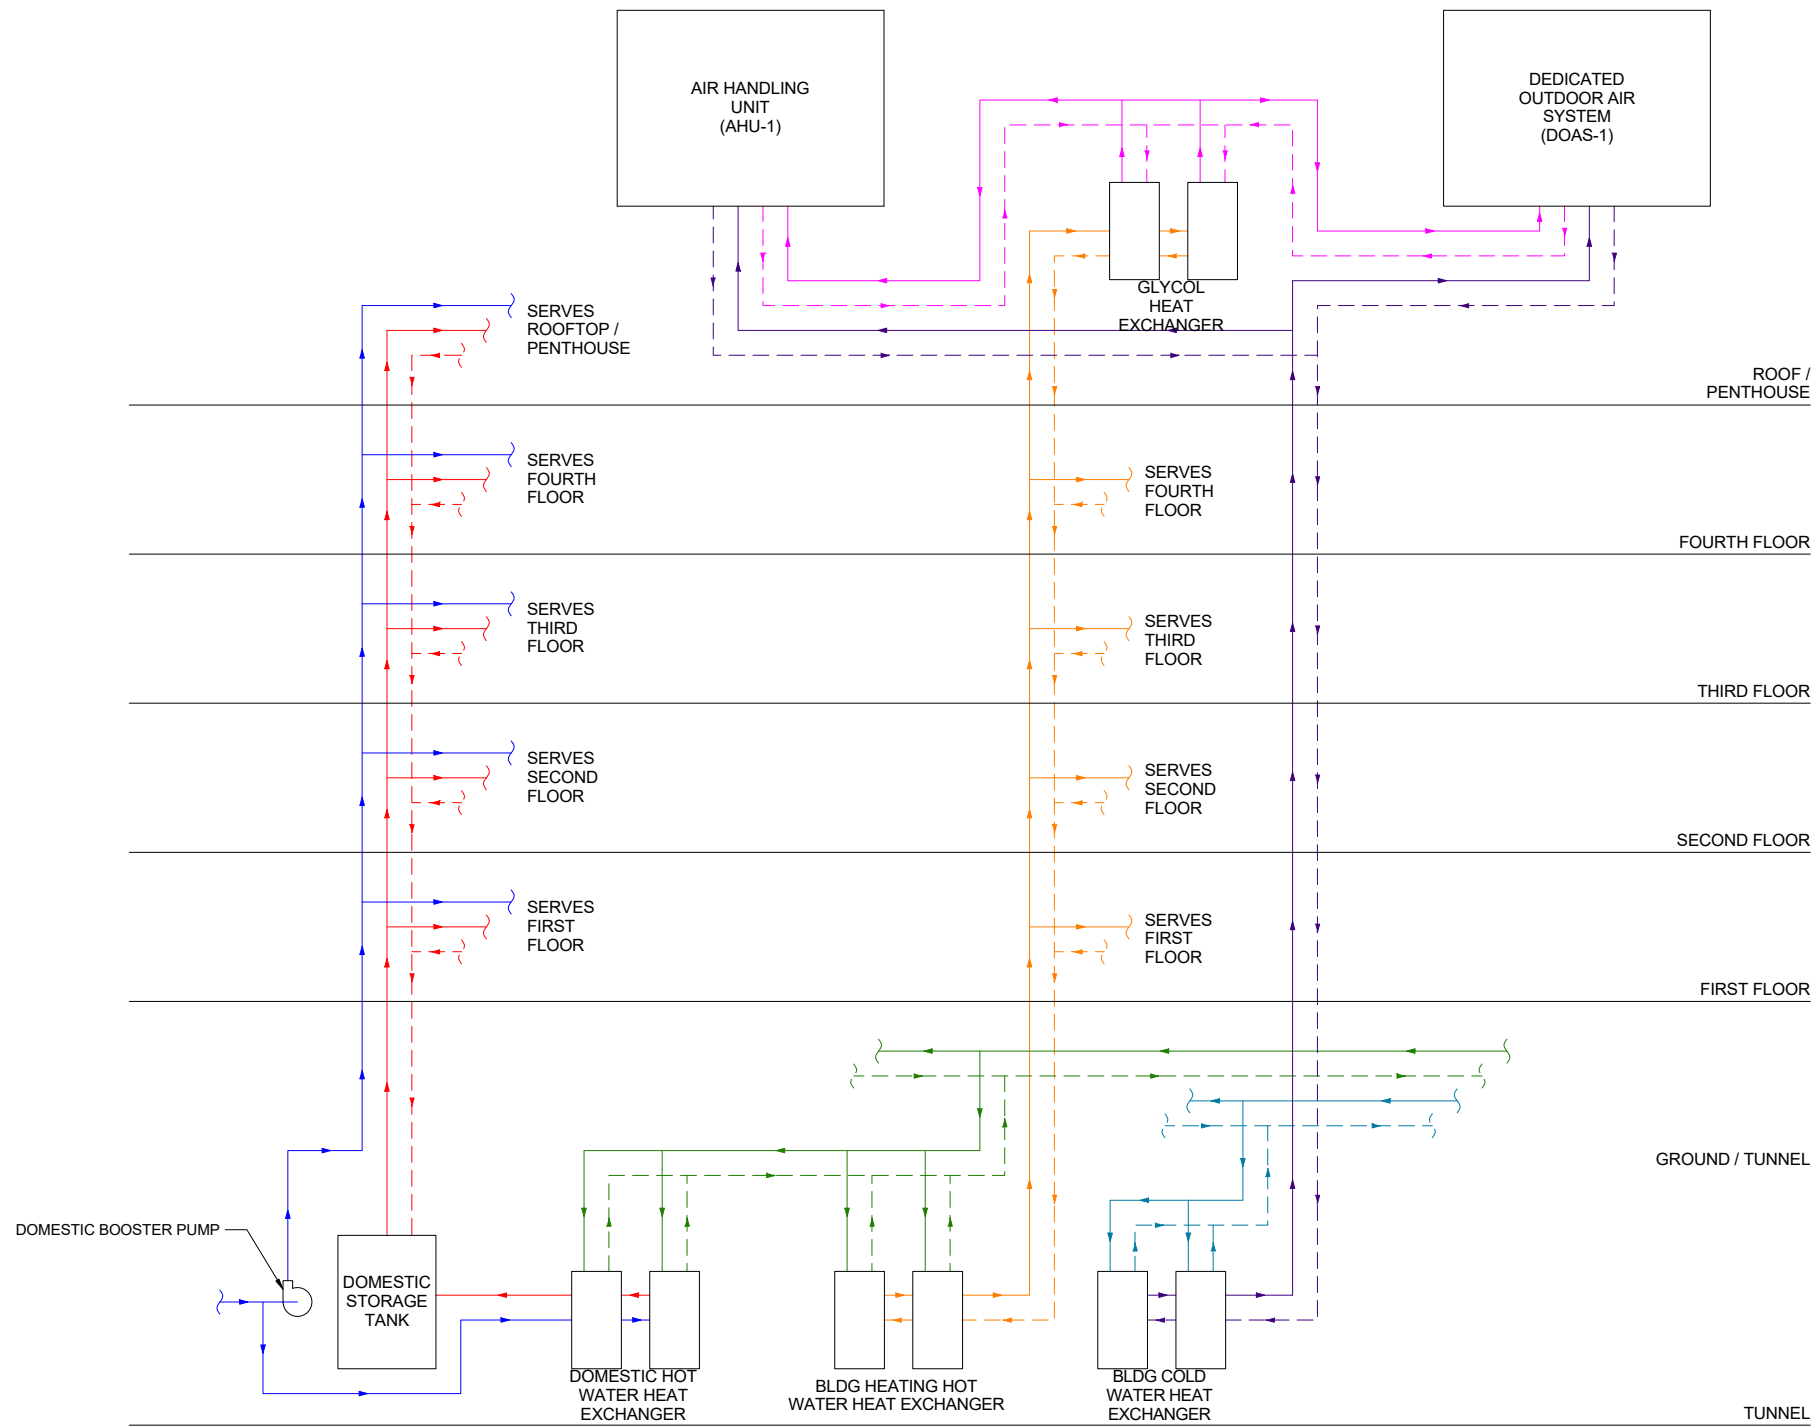 AIR HANDLING
UNIT
(AHU-1)
DEDICATED
OUTDOOR AIR
SYSTEM
(DOAS-1)
GLYCOL
HEAT
EXCHANGER
SERVES
ROOFTOP /
PENTHOUSE
ROOF /
PENTHOUSE
SERVES
FOURTH
FLOOR
SERVES
FOURTH
FLOOR
FOURTH FLOOR
SERVES
THIRD
FLOOR
SERVES
THIRD
FLOOR
THIRD FLOOR
SERVES
SECOND
FLOOR
SERVES
SECOND
FLOOR
SECOND FLOOR
SERVES
FIRST
FLOOR
SERVES
FIRST
FLOOR
FIRST FLOOR
GROUND / TUNNEL
DOMESTIC BOOSTER PUMP
DOMESTIC
STORAGE
TANK
DOMESTIC HOT
WATER HEAT
EXCHANGER
BLDG HEATING HOT
WATER HEAT EXCHANGER
BLDG COLD
WATER HEAT
EXCHANGER
TUNNEL